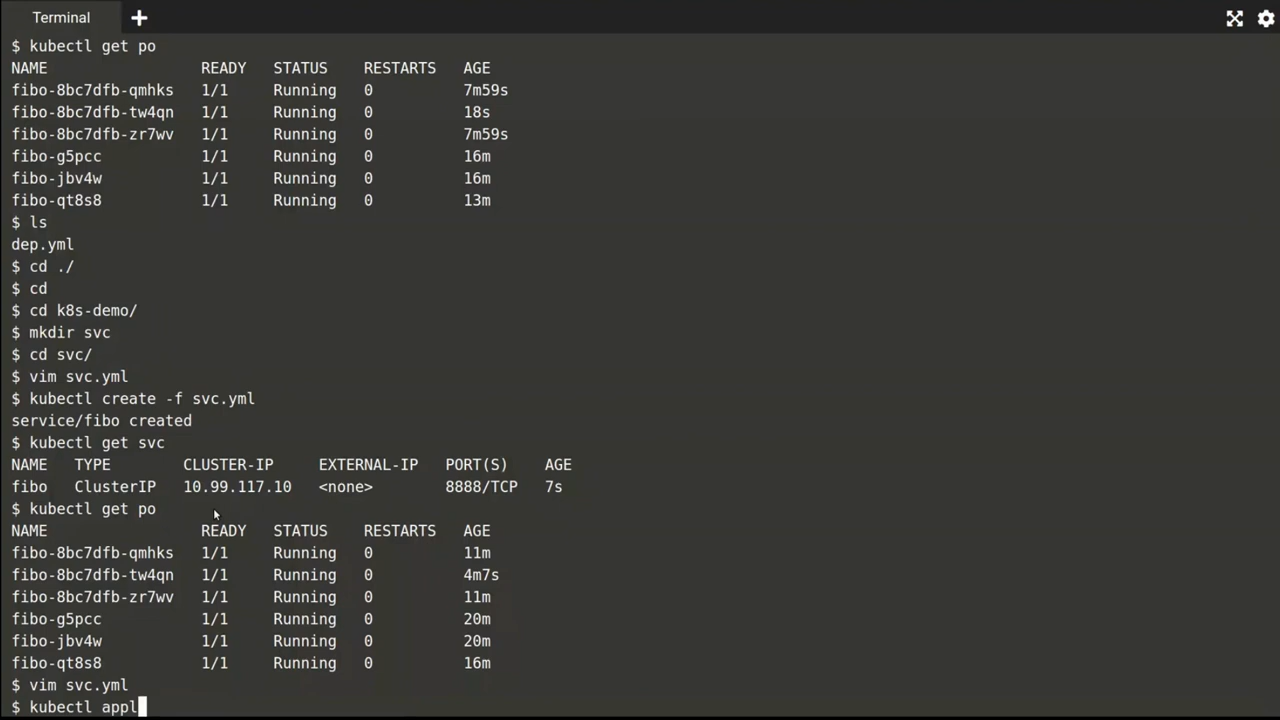 Terminal
$ kubectl get po
NAME READY STATUS RESTARTS AGE
fibo-8bc7dfb-qmhks 1/1 Running 0 7m59s
fibo-8bc7dfb-tw4qn 1/1 Running 0 18s
fibo-8bc7dfb-zr7wv 1/1 Running 0 7m59s
fibo-g5pcc 1/1 Running 0 16m
fibo-jbv4w 1/1 Running 0 16m
fibo-qt8s8 1/1 Running 0 13m
$ ls
dep.yml
$ cd ./
$ cd
$ cd k8s-demo/
$ mkdir svc
$ cd svc/
$ vim svc.yml
$ kubectl create -f svc.yml
service/fibo created
$ kubectl get svc
NAME TYPE CLUSTER-IP EXTERNAL-IP PORT(S) AGE
fibo ClusterIP 10.99.117.10 <none> 8888/TCP 7s
$ kubectl get po
NAME READY STATUS RESTARTS AGE
fibo-8bc7dfb-qmhks 1/1 Running 0 11m
fibo-8bc7dfb-tw4qn 1/1 Running 0 4m7s
fibo-8bc7dfb-zr7wv 1/1 Running 0 11m
fibo-g5pcc 1/1 Running 0 20m
fibo-jbv4w 1/1 Running 0 20m
fibo-qt8s8 1/1 Running 0 16m
$ vim svc.yml
$ kubectl appl